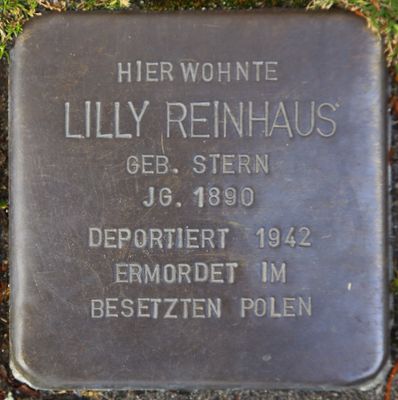 HIER WOHNTE
LILLY REINHAUS
GEB. STERN
JG. 1890
DEPORTIERT 1942
ERMORDET IM
BESETZTEN POLEN